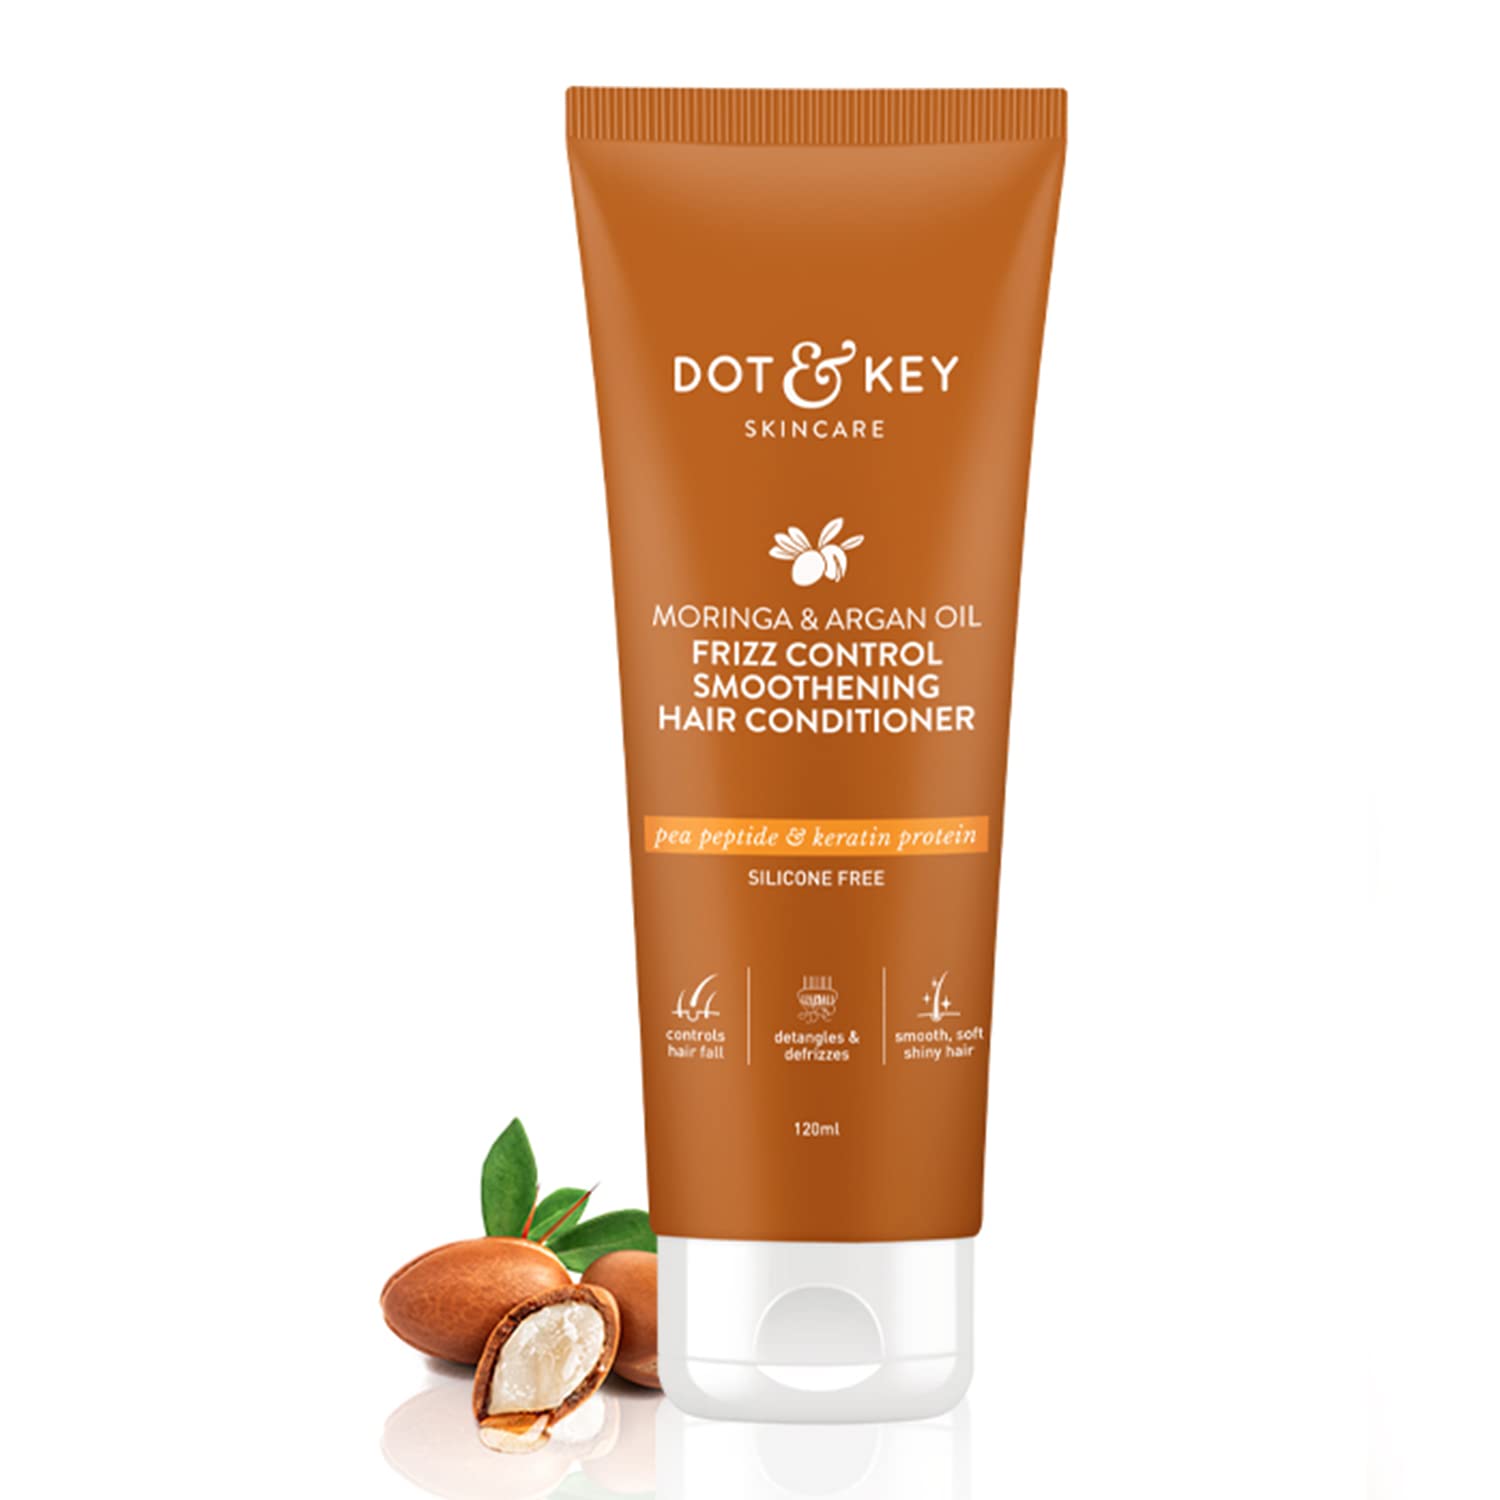 DOT & KEY
SKINCARE
MORINGA & ARGAN OIL
FRIZZ CONTROL
SMOOTHENING
HAIR CONDITIONER
pea peptide & keratin protein
SILICONE FREE
controls
hair fall
detangles &
defrizzes
smooth, soft
shiny hair
120ml